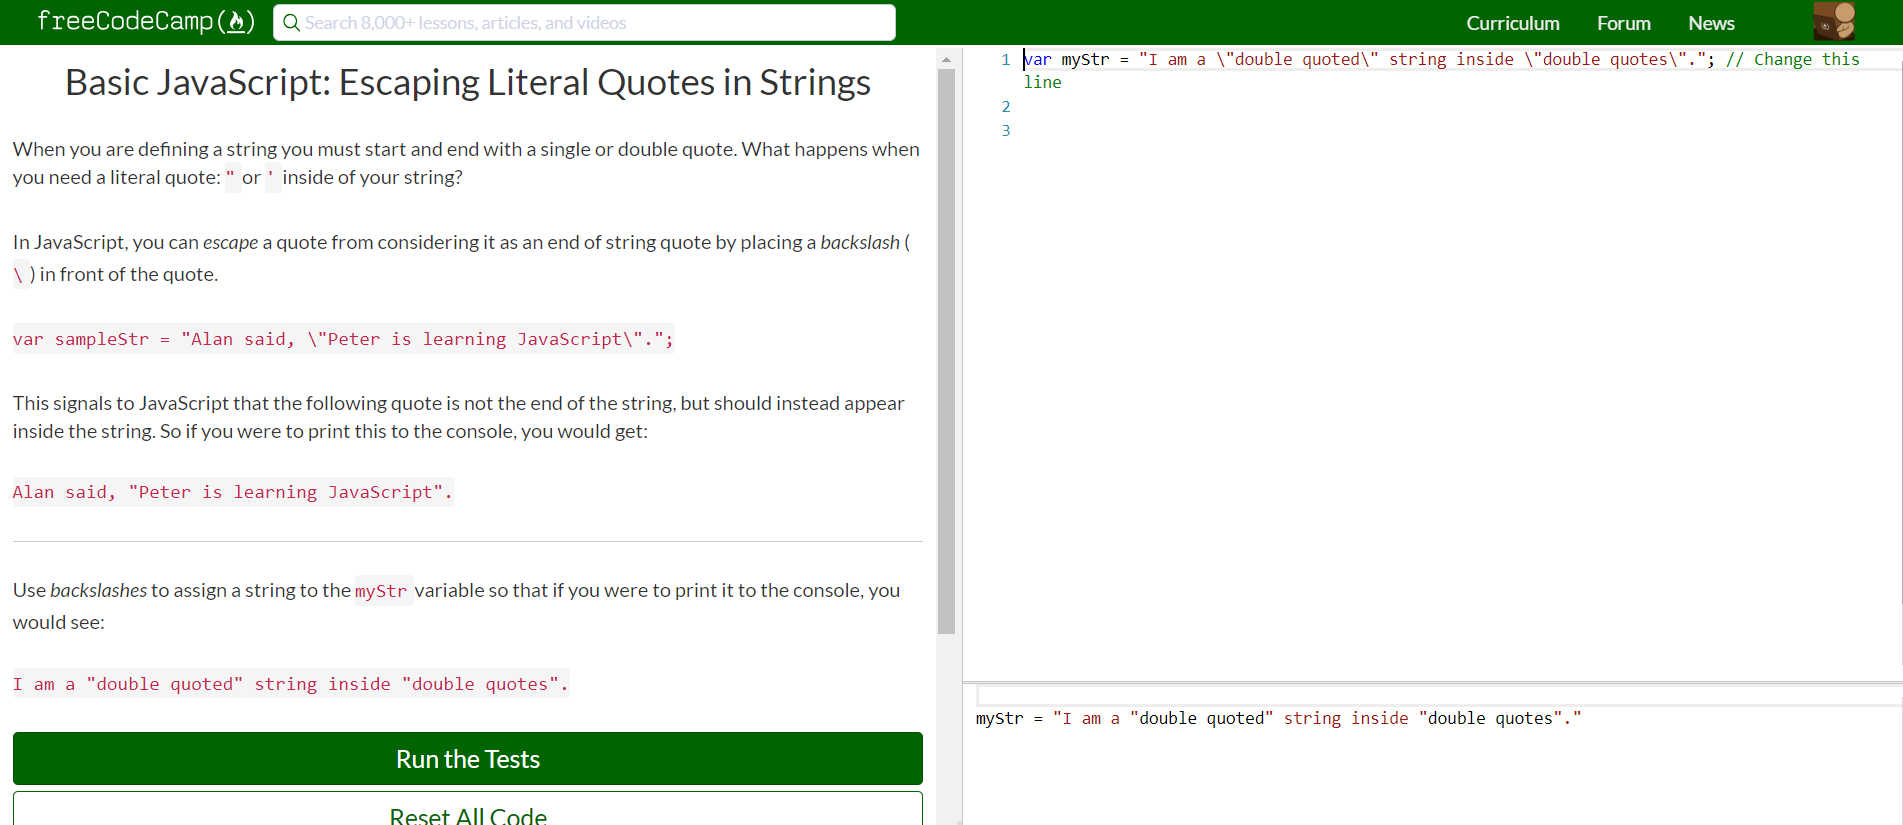 freeCodeCamp
Search 8,000+ lessons, articles, and videos
Curriculum Forum News
Basic JavaScript: Escaping Literal Quotes in Strings
When you are defining a string you must start and end with a single or double quote. What happens when
you need a literal quote: " or ' inside of your string?
In JavaScript, you can escape a quote from considering it as an end of string quote by placing a backslash (
\ ) in front of the quote.
var sampleStr = "Alan said, \"Peter is learning JavaScript\".";
This signals to JavaScript that the following quote is not the end of the string, but should instead appear
inside the string. So if you were to print this to the console, you would get:
Alan said, "Peter is learning JavaScript".
Use backslashes to assign a string to the myStr variable so that if you were to print it to the console, you
would see:
I am a "double quoted" string inside "double quotes".
Run the Tests
Reset All Code
1 var myStr = "I am a \"double quoted\" string inside \"double quotes\"."; // Change this
line
2
3
myStr = "I am a "double quoted" string inside "double quotes"."